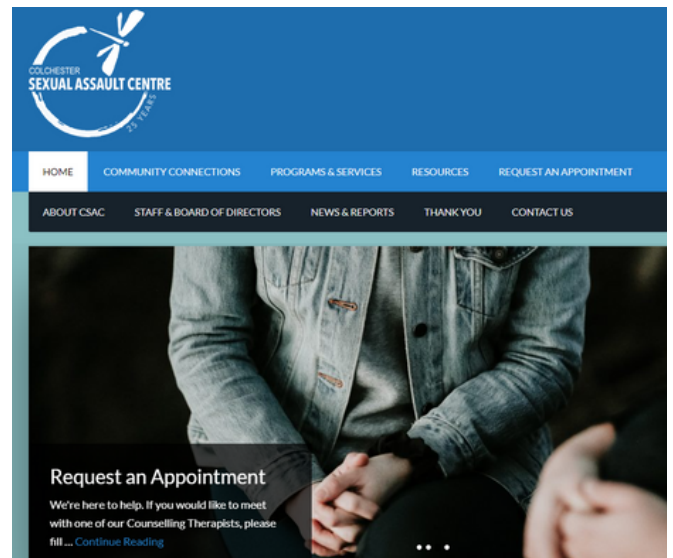 COLCHESTER
SEXUAL ASSAULT CENTRE
25 YEARS
HOME COMMUNITY CONNECTIONS PROGRAMS & SERVICES RESOURCES REQUEST AN APPOINTMENT
ABOUT CSAC STAFF & BOARD OF DIRECTORS NEWS & REPORTS THANK YOU CONTACT US
Request an Appointment
We're here to help. If you would like to meet
with one of our Counselling Therapists, please
fill ... Continue Reading